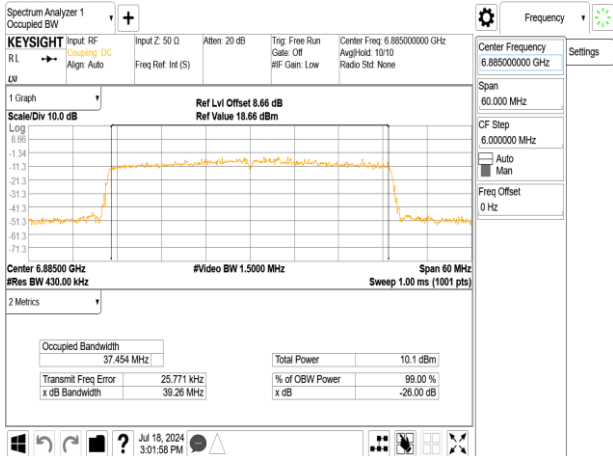 Spectrum Analyzer 1
Occupied BW
Frequency
KEYSIGHT Input: RF Input Z: 50 Ω Atten: 20 dB Trig: Free Run Center Freq: 6.885000000 GHz
RL Coupling: DC Gate: Off Avg|Hold: 10/10
Align: Auto Freq Ref: Int (S) #IF Gain: Low Radio Std: None
LXI
Center Frequency
6.885000000 GHz
Settings
Span
60.000 MHz
CF Step
6.000000 MHz
Auto
Man
Freq Offset
0 Hz
1 Graph
Ref Lvl Offset 8.66 dB
Scale/Div 10.0 dB Ref Value 18.66 dBm
Log
8.66
-1.34
-11.3
-21.3
-31.3
-41.3
-51.3
-61.3
-71.3
Center 6.88500 GHz #Video BW 1.5000 MHz Span 60 MHz
#Res BW 430.00 kHz Sweep 1.00 ms (1001 pts)
2 Metrics
Occupied Bandwidth
37.454 MHz Total Power 10.1 dBm
Transmit Freq Error 25.771 kHz % of OBW Power 99.00 %
x dB Bandwidth 39.26 MHz x dB -26.00 dB
? Jul 18, 2024
3:01:58 PM